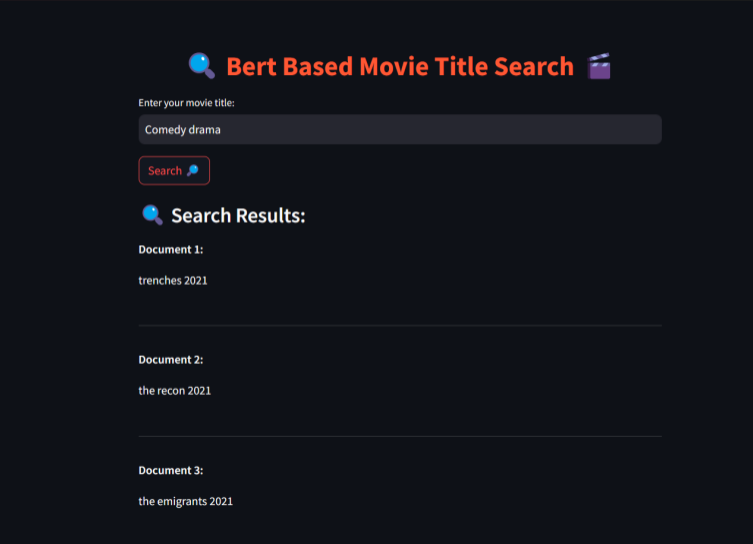 Bert Based Movie Title Search
Enter your movie title:
Comedy drama
Search
Search Results:
Document 1:
trenches 2021
Document 2:
the recon 2021
Document 3:
the emigrants 2021